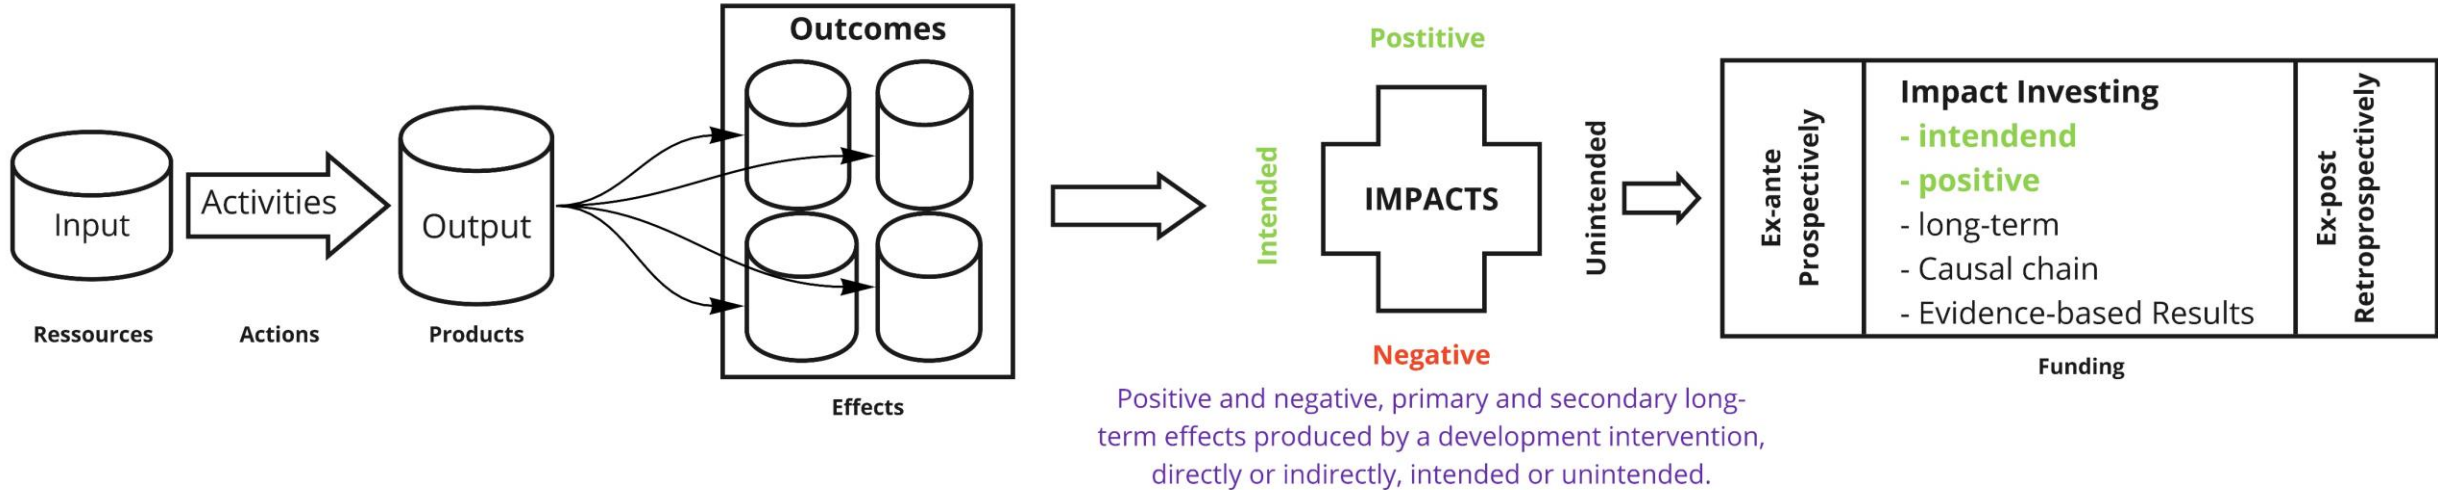 Input
Ressources
Activities
Actions
Output
Products
Outcomes
Effects
Postitive
Intended
IMPACTS
Unintended
Negative
Positive and negative, primary and secondary long-
term effects produced by a development intervention,
directly or indirectly, intended or unintended.
Ex-ante
Prospectively
Impact Investing
- intendend
- positive
- long-term
- Causal chain
- Evidence-based Results
Ex-post
Retroprospectively
Funding